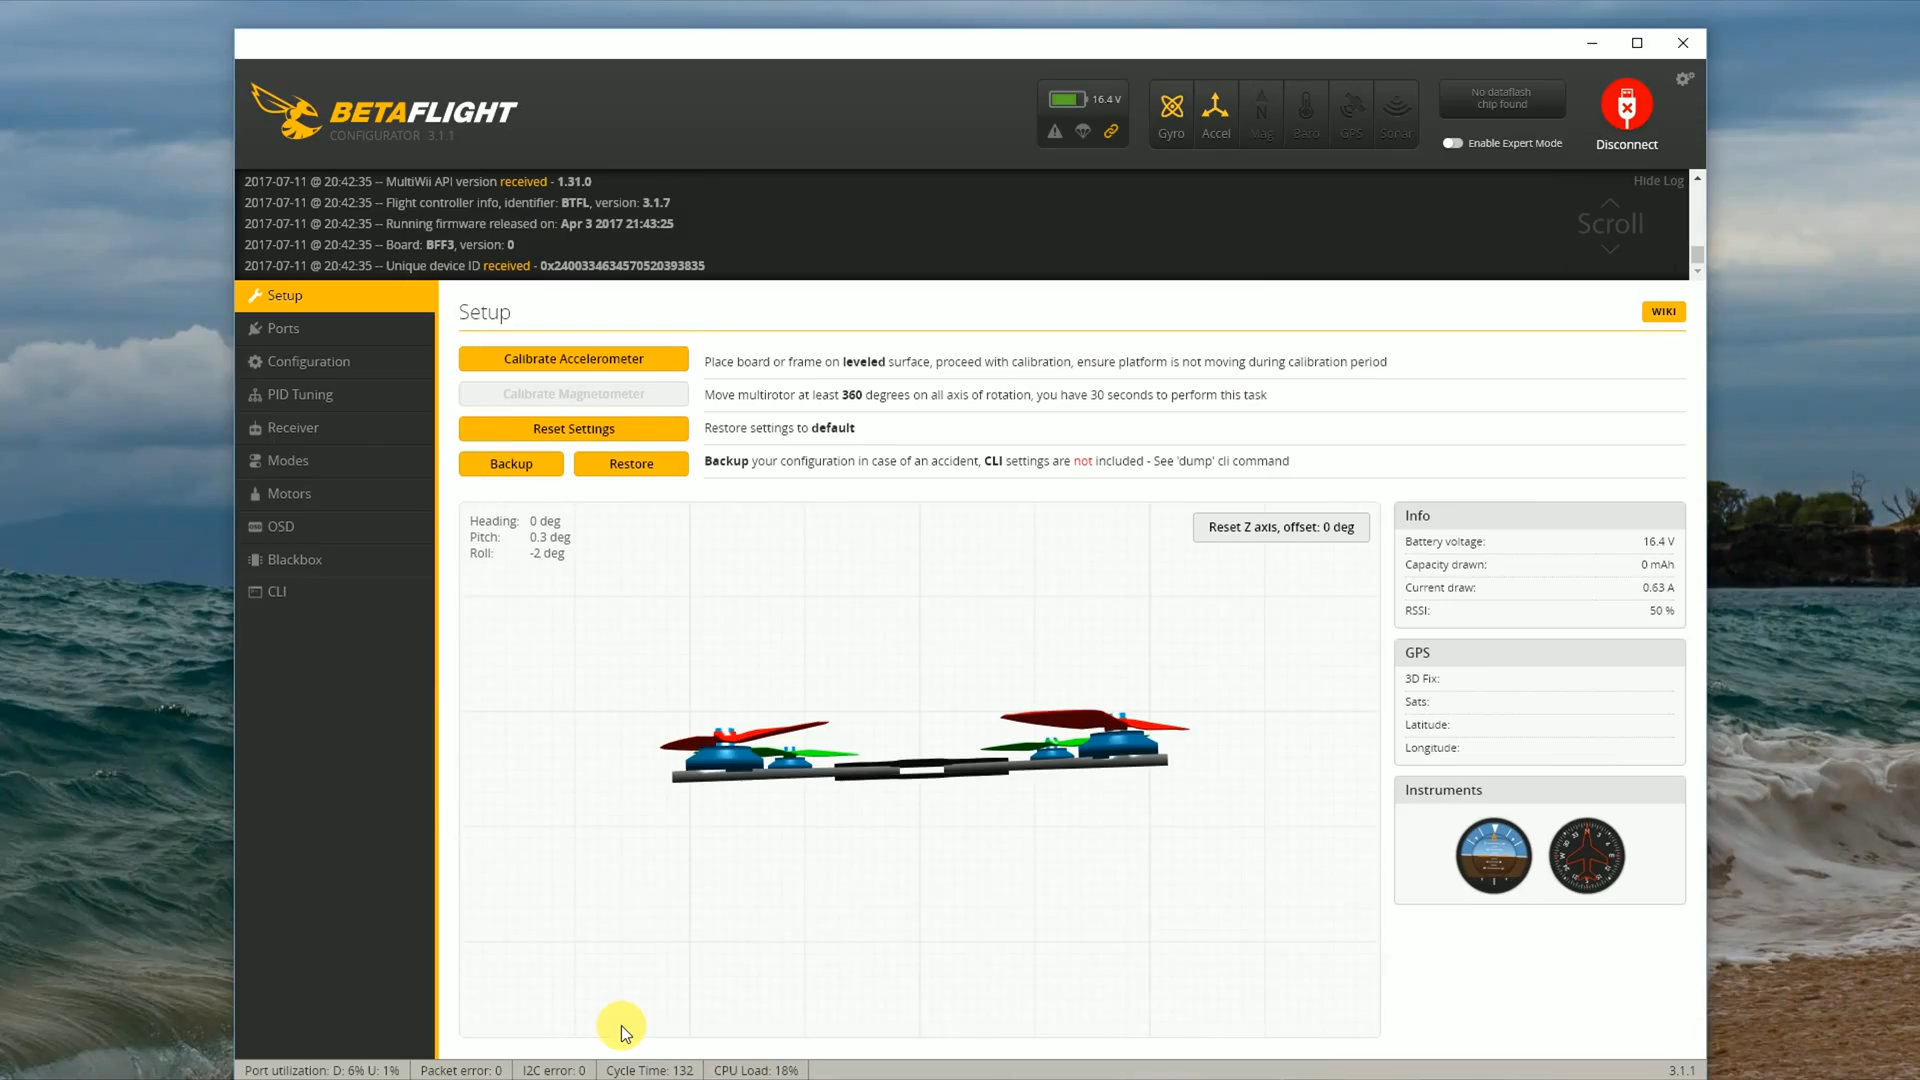 BETAFLIGHT
CONFIGURATOR 3.1.1
16.4 V
Gyro
Accel
Mag
Baro
GPS
Sonar
No dataflash
chip found
Enable Expert Mode
Disconnect
2017-07-11 @ 20:42:35 -- MultiWii API version received - 1.31.0
2017-07-11 @ 20:42:35 -- Flight controller info, identifier: BTFL, version: 3.1.7
2017-07-11 @ 20:42:35 -- Running firmware released on: Apr 3 2017 21:43:25
2017-07-11 @ 20:42:35 -- Board: BFF3, version: 0
2017-07-11 @ 20:42:35 -- Unique device ID received - 0x2400334634570520393835
Hide Log
Scroll
Setup
Ports
Configuration
PID Tuning
Receiver
Modes
Motors
OSD
Blackbox
CLI
Setup
WIKI
Calibrate Accelerometer
Place board or frame on leveled surface, proceed with calibration, ensure platform is not moving during calibration period
Calibrate Magnetometer
Move multirotor at least 360 degrees on all axis of rotation, you have 30 seconds to perform this task
Reset Settings
Restore settings to default
Backup
Restore
Backup your configuration in case of an accident, CLI settings are not included - See 'dump' cli command
Heading: 0 deg
Pitch: 0.3 deg
Roll: -2 deg
Reset Z axis, offset: 0 deg
Info
Battery voltage: 16.4 V
Capacity drawn: 0 mAh
Current draw: 0.63 A
RSSI: 50 %
GPS
3D Fix:
Sats:
Latitude:
Longitude:
Instruments
Port utilization: D: 6% U: 1%
Packet error: 0
I2C error: 0
Cycle Time: 132
CPU Load: 18%
3.1.1